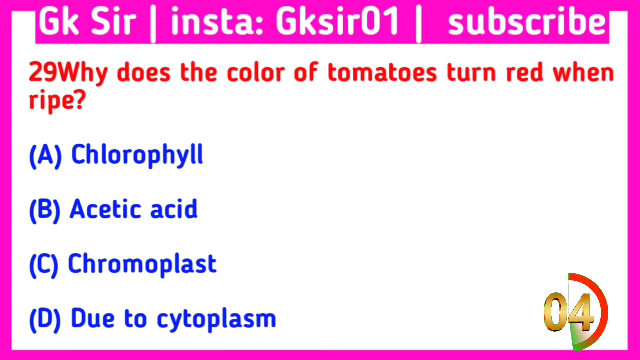 Gk Sir | insta: Gksir01 | subscribe
29Why does the color of tomatoes turn red when
ripe?
(A) Chlorophyll
(B) Acetic acid
(C) Chromoplast
(D) Due to cytoplasm
04